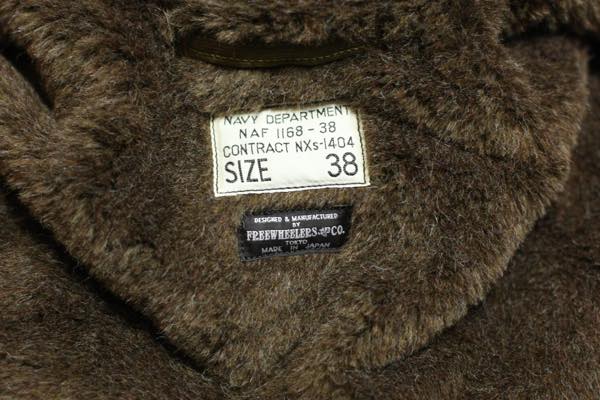 NAVY DEPARTMENT
NAF 1168-38
CONTRACT NXs-1404
SIZE 38
DESIGNED & MANUFACTURED
BY
FREEWHEELERS AND CO.
TOKYO
MADE IN JAPAN